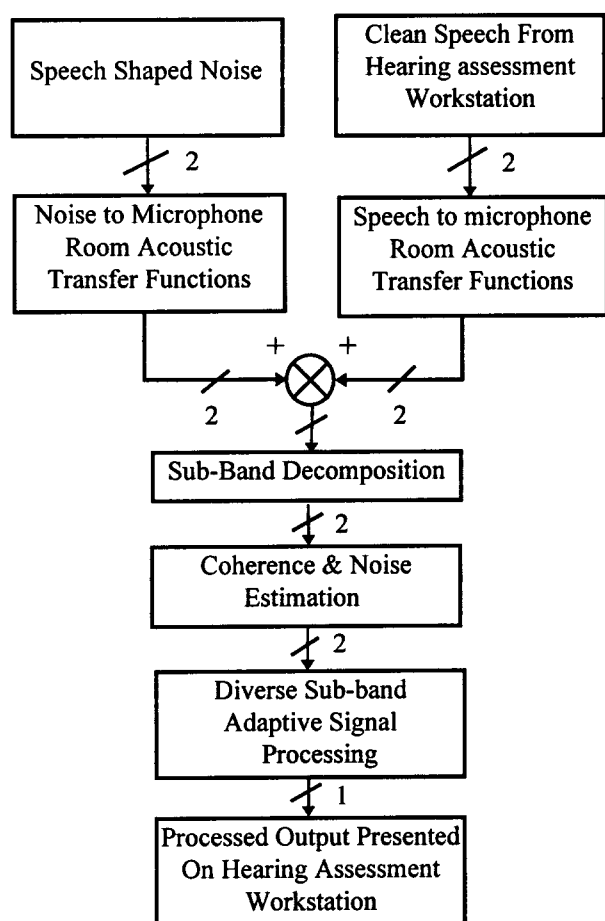 Speech Shaped Noise
Clean Speech From
Hearing assessment
Workstation
2
2
Noise to Microphone
Room Acoustic
Transfer Functions
Speech to microphone
Room Acoustic
Transfer Functions
+
+
2
2
Sub-Band Decomposition
2
Coherence & Noise
Estimation
2
Diverse Sub-band
Adaptive Signal
Processing
1
Processed Output Presented
On Hearing Assessment
Workstation